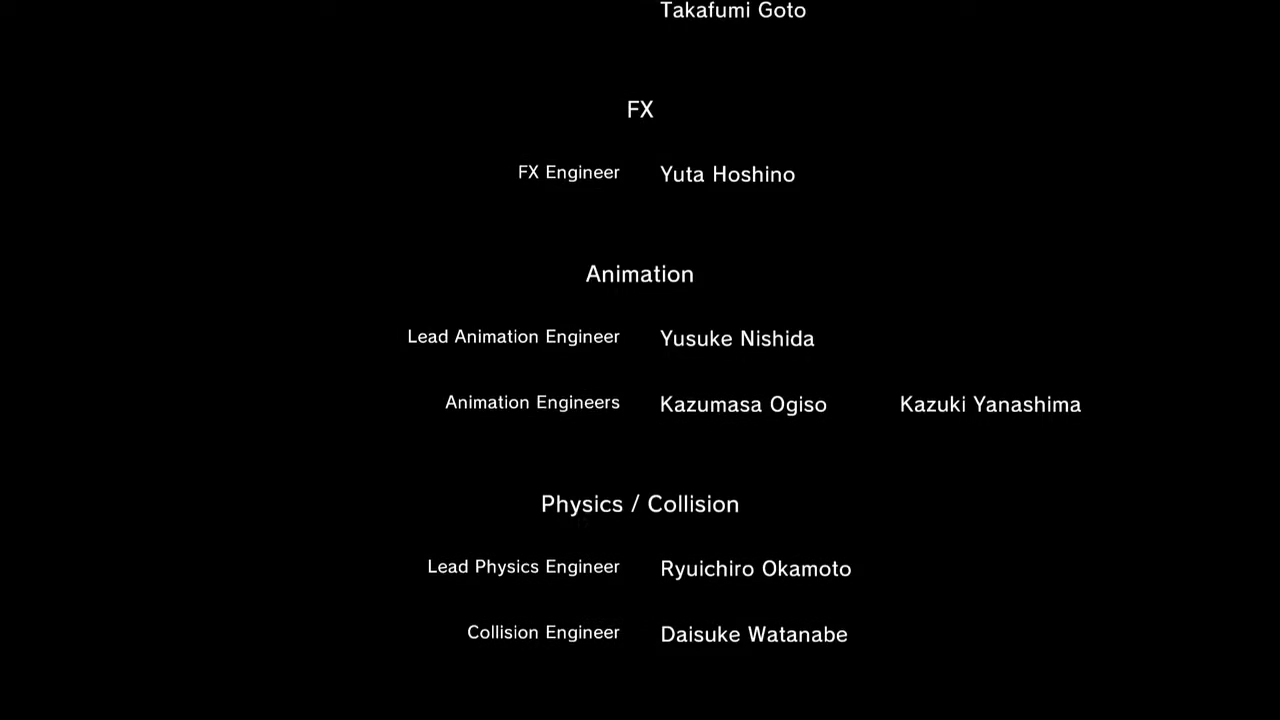 Takafumi Goto
FX
FX Engineer Yuta Hoshino
Animation
Lead Animation Engineer Yusuke Nishida
Animation Engineers Kazumasa Ogiso Kazuki Yanashima
Physics / Collision
Lead Physics Engineer Ryuichiro Okamoto
Collision Engineer Daisuke Watanabe